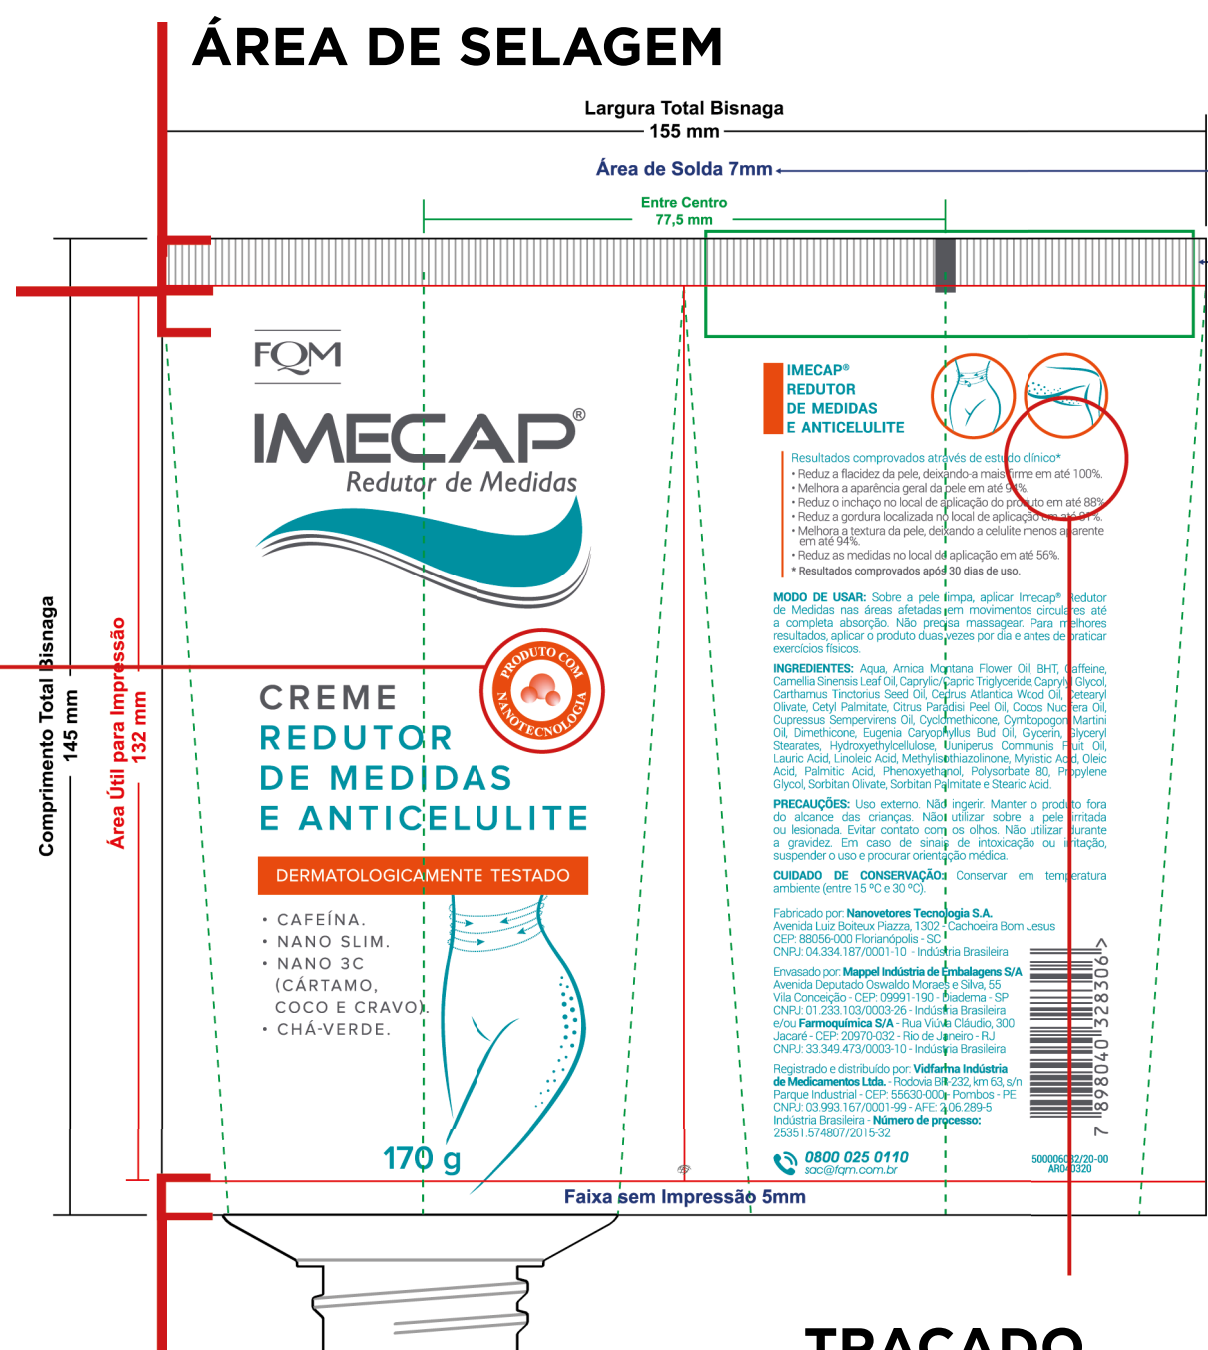 ÁREA DE SELAGEM
Largura Total Bisnaga
155 mm
Área de Solda 7mm
Entre Centro
77,5 mm
Comprimento Total Bisnaga
145 mm
Área Útil para Impressão
132 mm
FQM
IMECAP®
Redutor de Medidas
PRODUTO COM
NANOTECNOLOGIA
CREME
REDUTOR
DE MEDIDAS
E ANTICELULITE
DERMATOLOGICAMENTE TESTADO
• CAFEÍNA.
• NANO SLIM.
• NANO 3C
(CÁRTAMO,
COCO E CRAVO).
• CHÁ-VERDE.
170 g
IMECAP®
REDUTOR
DE MEDIDAS
E ANTICELULITE
Resultados comprovados através de estudo clínico*
• Reduz a flacidez da pele, deixando-a mais firme em até 100%.
• Melhora a aparência geral da pele em até 94%.
• Reduz o inchaço no local de aplicação do produto em até 88%.
• Reduz a gordura localizada no local de aplicação em até 81%.
• Melhora a textura da pele, deixando a celulite menos aparente
em até 94%.
• Reduz as medidas no local de aplicação em até 56%.
* Resultados comprovados após 30 dias de uso.
MODO DE USAR: Sobre a pele limpa, aplicar Imecap® Redutor
de Medidas nas áreas afetadas em movimentos circulares até
a completa absorção. Não precisa massagear. Para melhores
resultados, aplicar o produto duas vezes por dia e antes de praticar
exercícios físicos.
INGREDIENTES: Aqua, Arnica Montana Flower Oil BHT, Caffeine,
Camellia Sinensis Leaf Oil, Caprylic/Capric Triglyceride, Caprylyl Glycol,
Carthamus Tinctorius Seed Oil, Cedrus Atlantica Wood Oil, Cetearyl
Olivate, Cetyl Palmitate, Citrus Paradisi Peel Oil, Cocos Nucifera Oil,
Cupressus Sempervirens Oil, Cyclomethicone, Cymbopogon Martini
Oil, Dimethicone, Eugenia Caryophyllus Bud Oil, Glycerin, Glyceryl
Stearates, Hydroxyethylcellulose, Juniperus Communis Fruit Oil,
Lauric Acid, Linoleic Acid, Methylisothiazolinone, Myristic Acid, Oleic
Acid, Palmitic Acid, Phenoxyethanol, Polysorbate 80, Propylene
Glycol, Sorbitan Olivate, Sorbitan Palmitate e Stearic Acid.
PRECAUÇÕES: Uso externo. Não ingerir. Manter o produto fora
do alcance das crianças. Não utilizar sobre a pele irritada
ou lesionada. Evitar contato com os olhos. Não utilizar durante
a gravidez. Em caso de sinais de intoxicação ou irritação,
suspender o uso e procurar orientação médica.
CUIDADO DE CONSERVAÇÃO: Conservar em temperatura
ambiente (entre 15 ºC e 30 ºC).
Fabricado por: Nanovetores Tecnologia S.A.
Avenida Luiz Boiteux Piazza, 1302 - Cachoeira Bom Jesus
CEP: 88056-000 Florianópolis - SC
CNPJ: 04.334.187/0001-10 - Indústria Brasileira
Envasado por: Mappel Indústria de Embalagens S/A
Avenida Deputado Oswaldo Moraes e Silva, 55
Vila Conceição - CEP: 09991-190 - Diadema - SP
CNPJ: 01.233.103/0003-26 - Indústria Brasileira
e/ou Farmoquímica S/A - Rua Viúva Cláudio, 300
Jacaré - CEP: 20970-032 - Rio de Janeiro - RJ
CNPJ: 33.349.473/0003-10 - Indústria Brasileira
Registrado e distribuído por: Vidfarma Indústria
de Medicamentos Ltda. - Rodovia BR-232, km 63, s/n
Parque Industrial - CEP: 55630-000 - Pombos - PE
CNPJ: 03.993.167/0001-99 - AFE: 2.06.289-5
Indústria Brasileira - Número de processo:
25351.574807/2015-32
0800 025 0110
sac@fqm.com.br
7 898040 328306 >
500006032/20-00
AR040320
Faixa sem Impressão 5mm
TRAÇADO